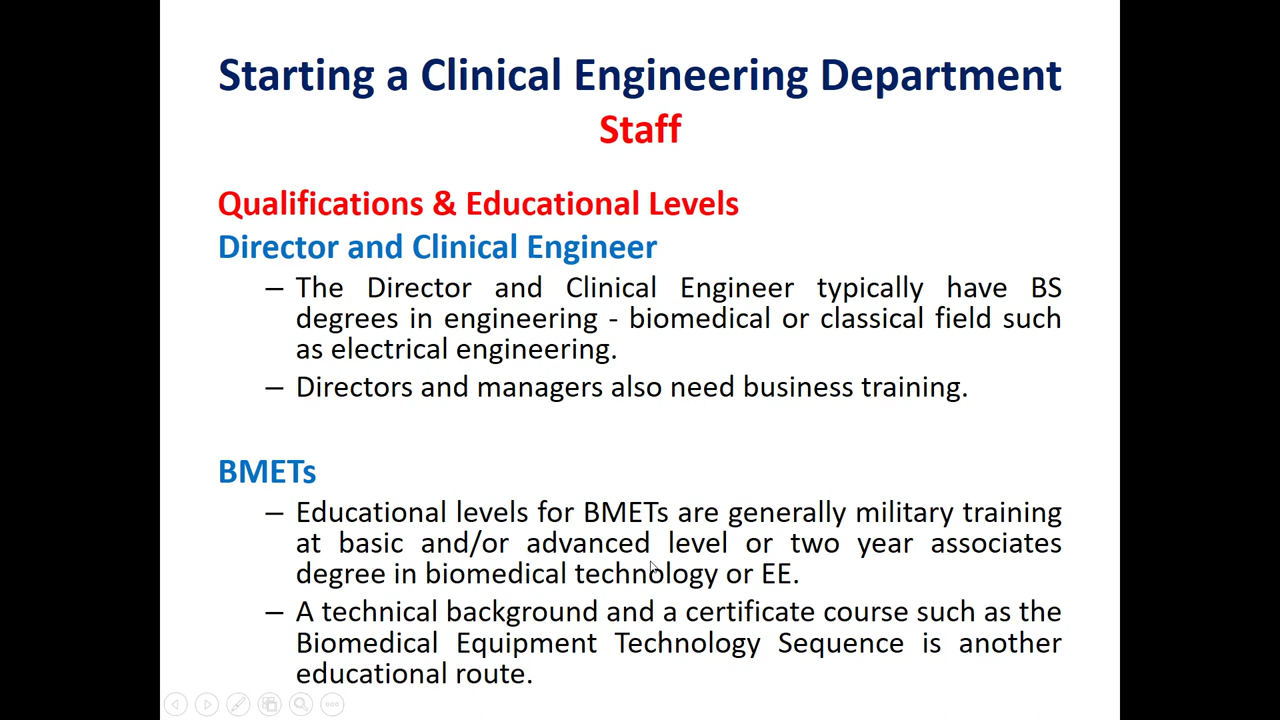 Starting a Clinical Engineering Department
Staff
Qualifications & Educational Levels
Director and Clinical Engineer
– The Director and Clinical Engineer typically have BS
degrees in engineering - biomedical or classical field such
as electrical engineering.
– Directors and managers also need business training.
BMETs
– Educational levels for BMETs are generally military training
at basic and/or advanced level or two year associates
degree in biomedical technology or EE.
– A technical background and a certificate course such as the
Biomedical Equipment Technology Sequence is another
educational route.